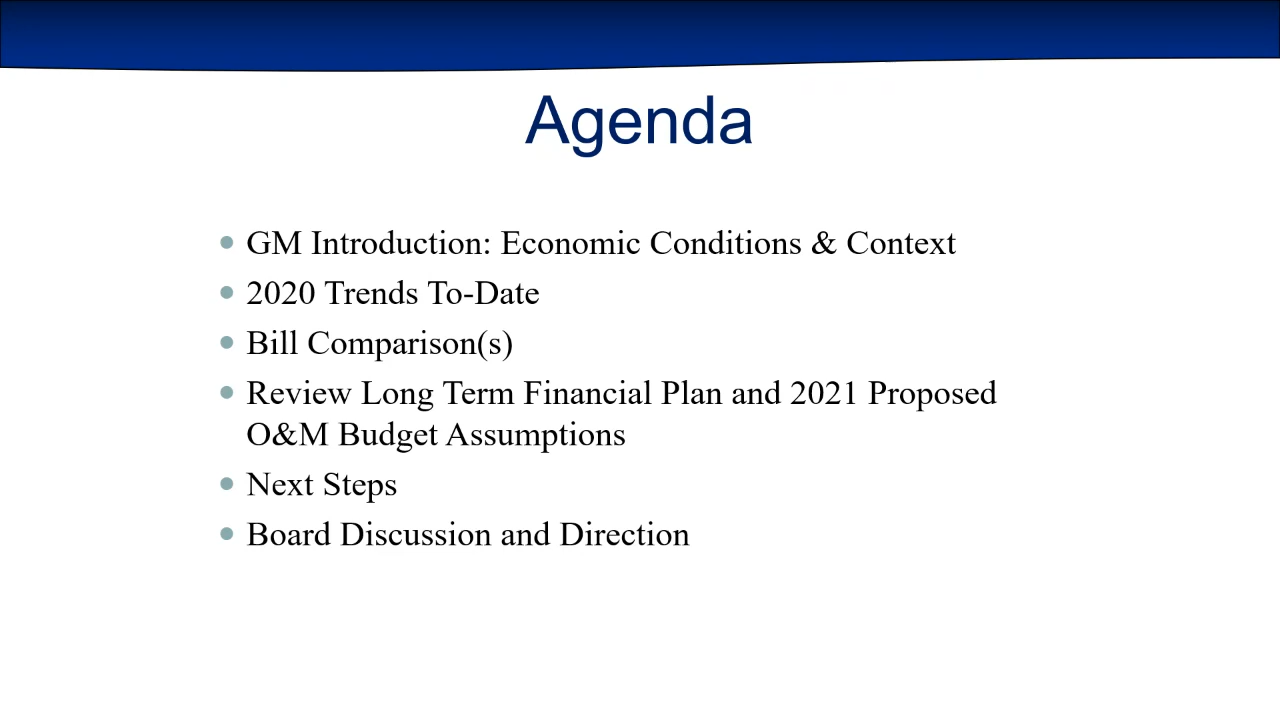 Agenda
GM Introduction: Economic Conditions & Context
2020 Trends To-Date
Bill Comparison(s)
Review Long Term Financial Plan and 2021 Proposed
O&M Budget Assumptions
Next Steps
Board Discussion and Direction